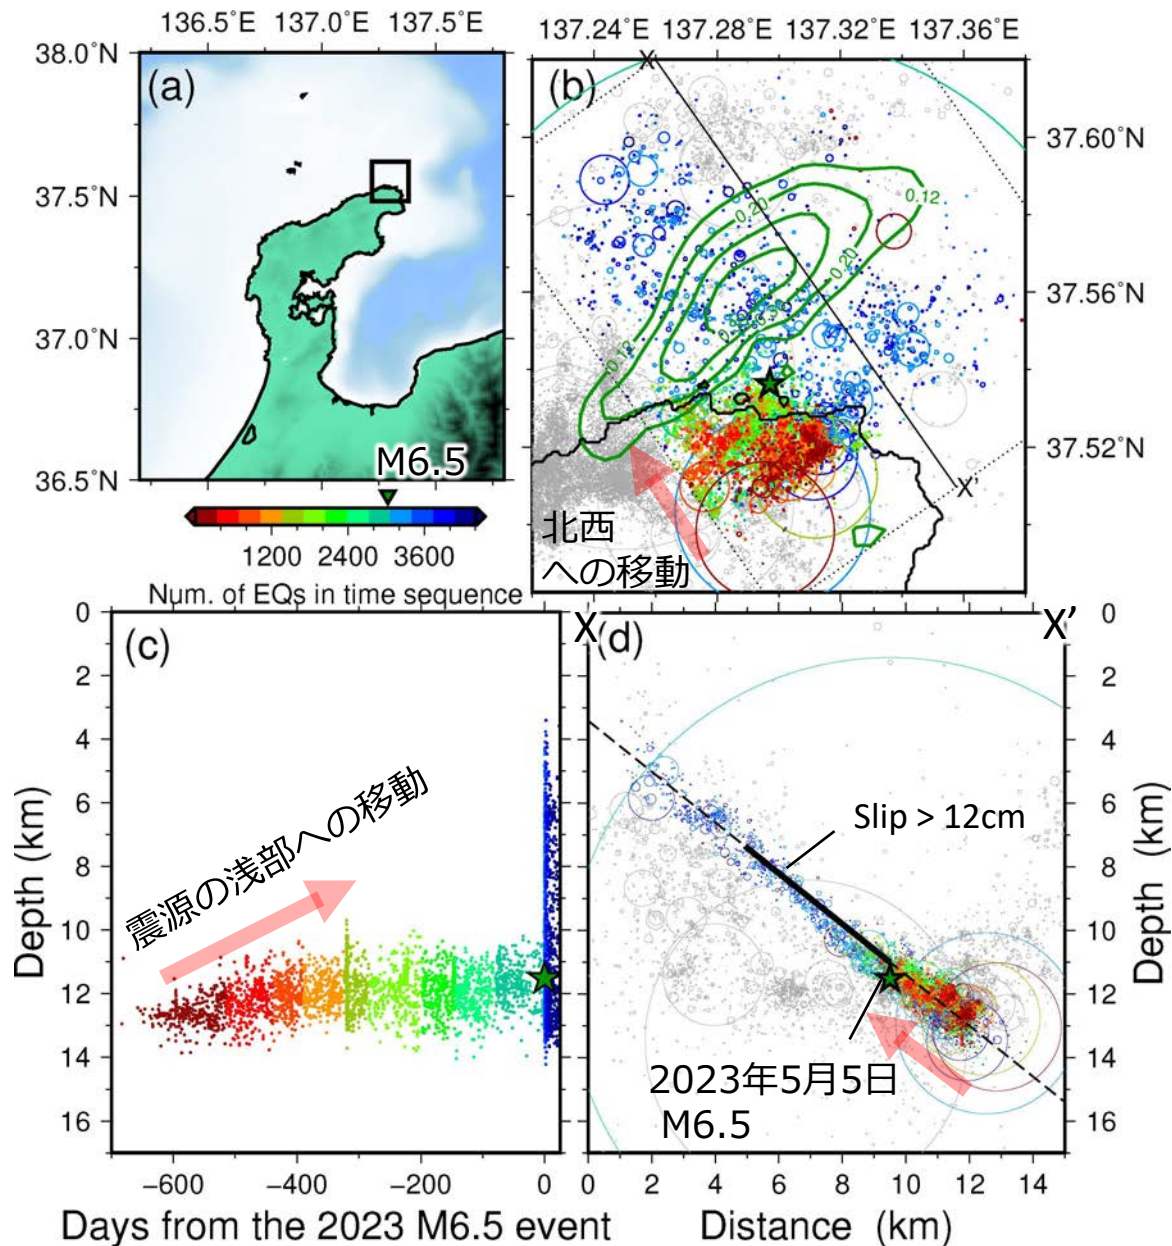 136.5°E 137.0°E 137.5°E
38.0°N
37.5°N
37.0°N
36.5°N
(a)
M6.5
1200 2400 3600
Num. of EQs in time sequence
137.24°E 137.28°E 137.32°E 137.36°E
37.60°N
37.56°N
37.52°N
(b)
X
X'
0.12
0.20
0.20
0.12
北西
への移動
(c)
0
2
4
6
8
10
12
14
16
Depth (km)
震源の浅部への移動
−600 −400 −200 0
Days from the 2023 M6.5 event
X
X'
(d)
Slip > 12cm
2023年5月5日
M6.5
0
2
4
6
8
10
12
14
16
Depth (km)
0 2 4 6 8 10 12 14
Distance (km)